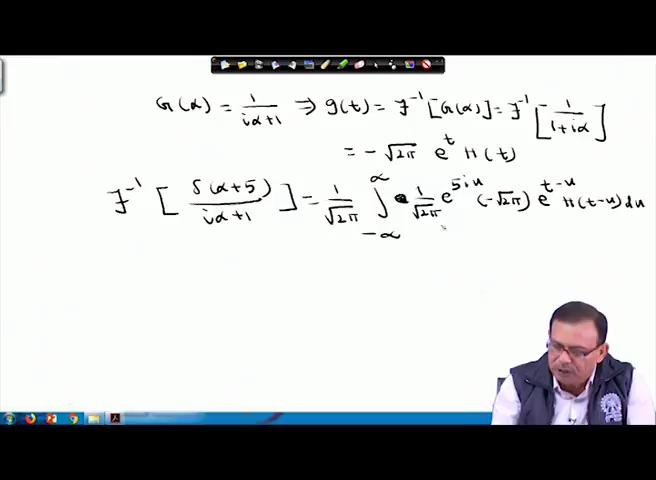 G(α) = 1/(iα+1) ⇒ g(t) = F⁻¹[G(α)] = F⁻¹[1/(1+iα)]
= -√2π e^t H(t)
F⁻¹[δ(α+5)/(iα+1)] = 1/√2π ∫_{-α}^{α} 1/√2π e^{5iu} (-√2π) e^{t-u} H(t-u) du